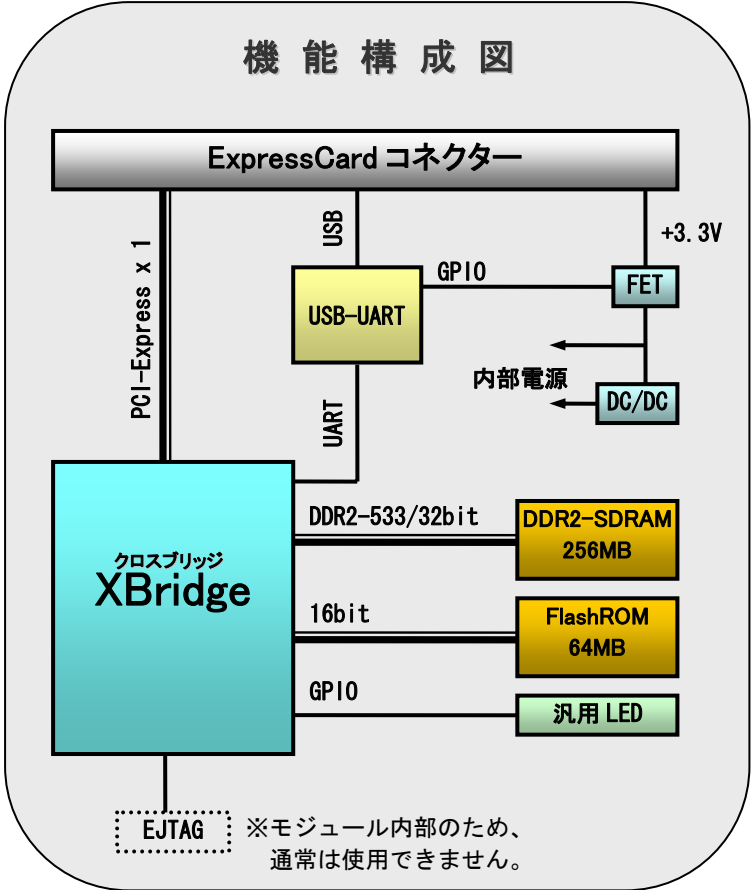 機能構成図
ExpressCard コネクター
PCI-Express x 1
USB
+3.3V
GPIO
FET
USB-UART
内部電源
DC/DC
UART
DDR2-533/32bit
DDR2-SDRAM
256MB
クロスブリッジ
XBridge
16bit
FlashROM
64MB
GPIO
汎用 LED
EJTAG
※モジュール内部のため、
通常は使用できません。